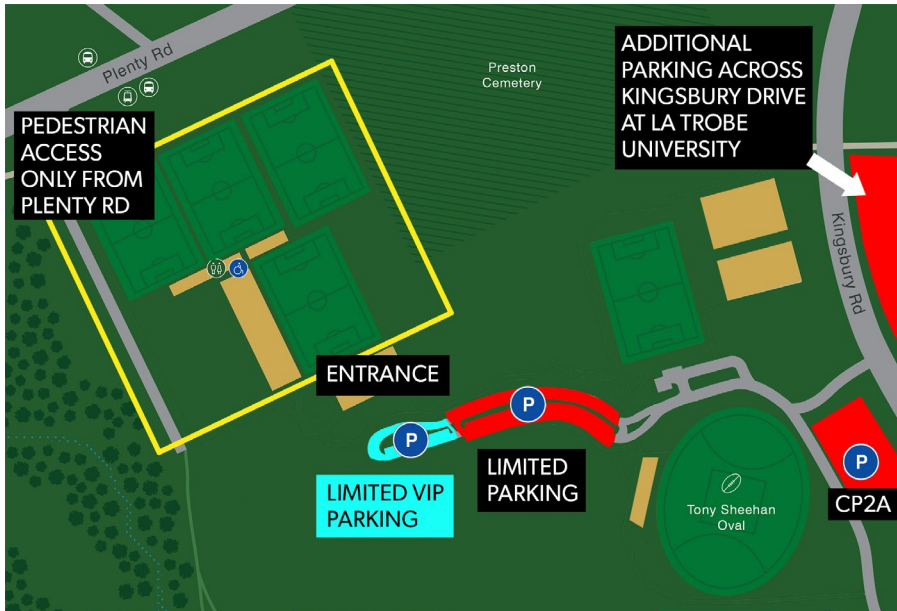 Plenty Rd
PEDESTRIAN
ACCESS
ONLY FROM
PLENTY RD
Preston
Cemetery
ADDITIONAL
PARKING ACROSS
KINGSBURY DRIVE
AT LA TROBE
UNIVERSITY
Kingsbury Rd
ENTRANCE
P
P
LIMITED VIP
PARKING
LIMITED
PARKING
Tony Sheehan
Oval
P
CP2A